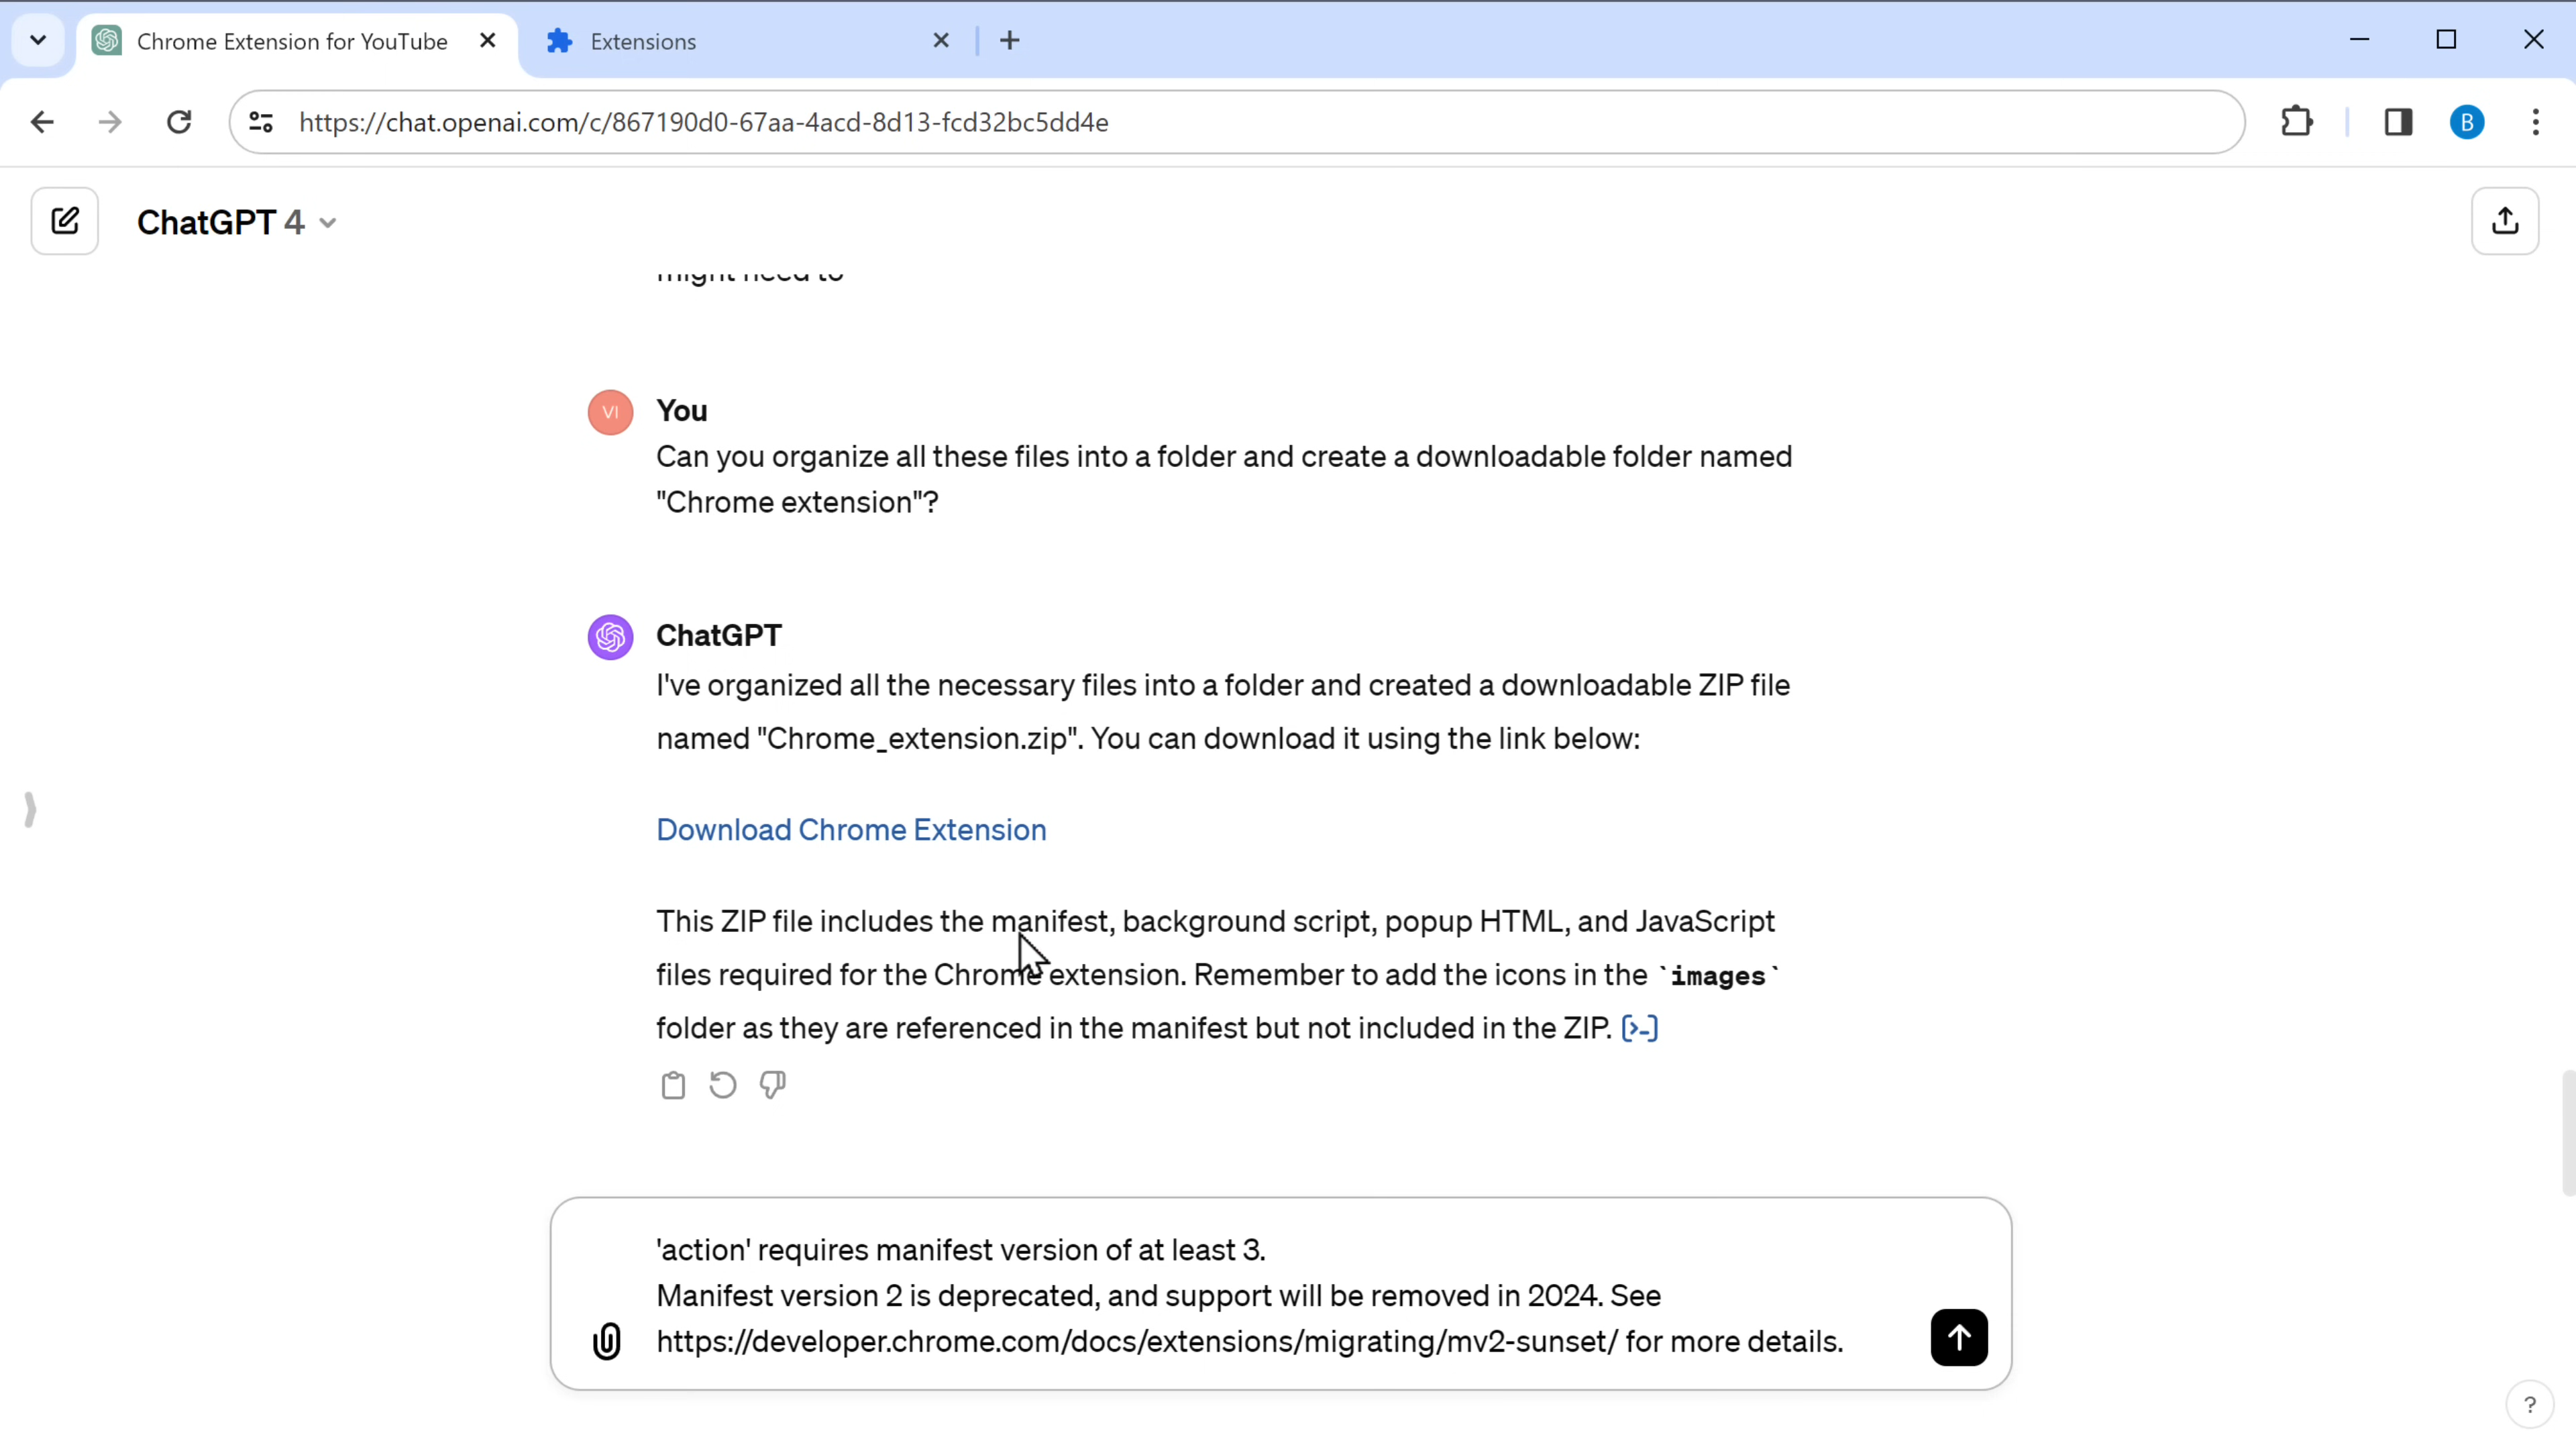 Chrome Extension for YouTube
Extensions
https://chat.openai.com/c/867190d0-67aa-4acd-8d13-fcd32bc5dd4e
B
ChatGPT 4
might need to
VI
You
Can you organize all these files into a folder and create a downloadable folder named
"Chrome extension"?
ChatGPT
I've organized all the necessary files into a folder and created a downloadable ZIP file
named "Chrome_extension.zip". You can download it using the link below:
Download Chrome Extension
This ZIP file includes the manifest, background script, popup HTML, and JavaScript
files required for the Chrome extension. Remember to add the icons in the `images`
folder as they are referenced in the manifest but not included in the ZIP. [>-]
'action' requires manifest version of at least 3.
Manifest version 2 is deprecated, and support will be removed in 2024. See
https://developer.chrome.com/docs/extensions/migrating/mv2-sunset/ for more details.
?